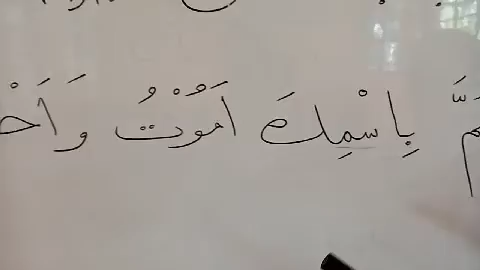 مَّ بِاسْمِكَ اَمُوْتُ وَاَحْ